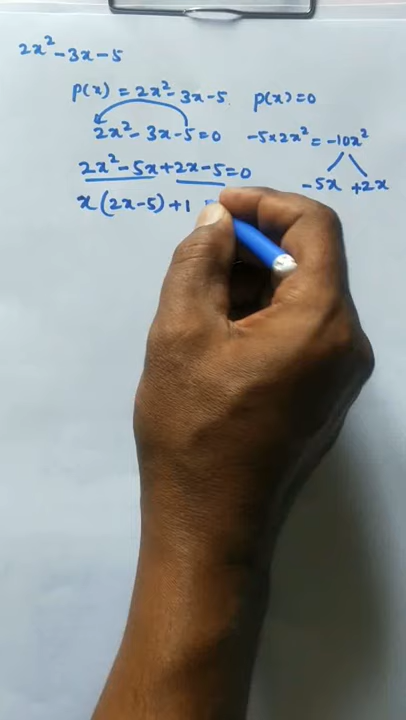 2x² - 3x - 5
p(x) = 2x² - 3x - 5   p(x) = 0
2x² - 3x - 5 = 0   -5 × 2x² = -10x²
2x² - 5x + 2x - 5 = 0   -5x +2x
x(2x - 5) + 1